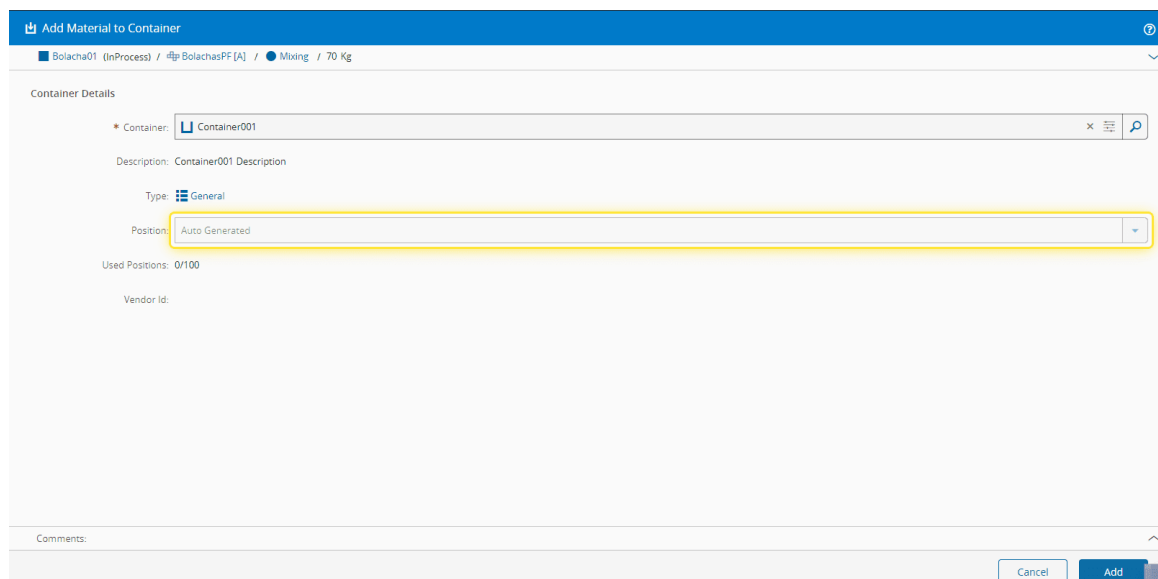 Add Material to Container
Bolacha01 (InProcess) / BolachasPF [A] / Mixing / 70 Kg
Container Details
* Container: Container001
Description: Container001 Description
Type: General
Position: Auto Generated
Used Positions: 0/100
Vendor Id:
Comments:
Cancel Add